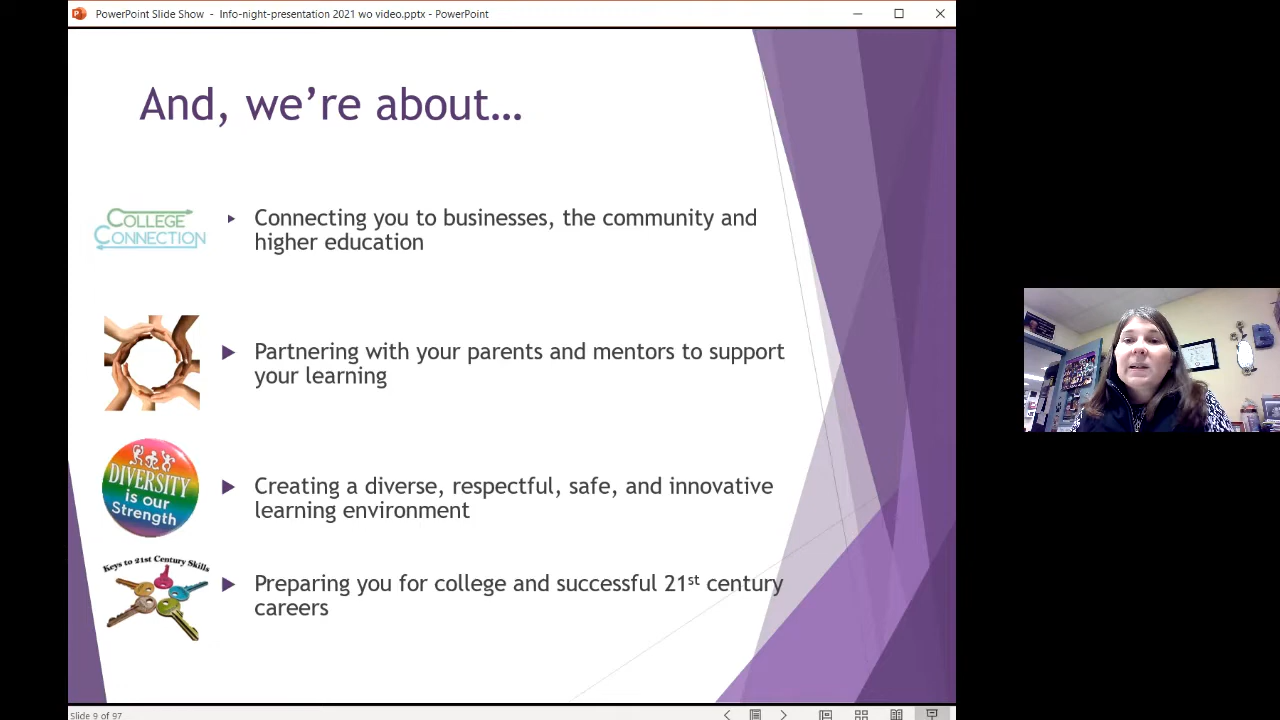 PowerPoint Slide Show - Info-night-presentation 2021 wo video.pptx - PowerPoint
And, we're about…
COLLEGE
CONNECTION
Connecting you to businesses, the community and
higher education
Partnering with your parents and mentors to support
your learning
DIVERSITY
is our
Strength
Creating a diverse, respectful, safe, and innovative
learning environment
Keys to 21st Century Skills
Preparing you for college and successful 21st century
careers
Slide 9 of 97
B